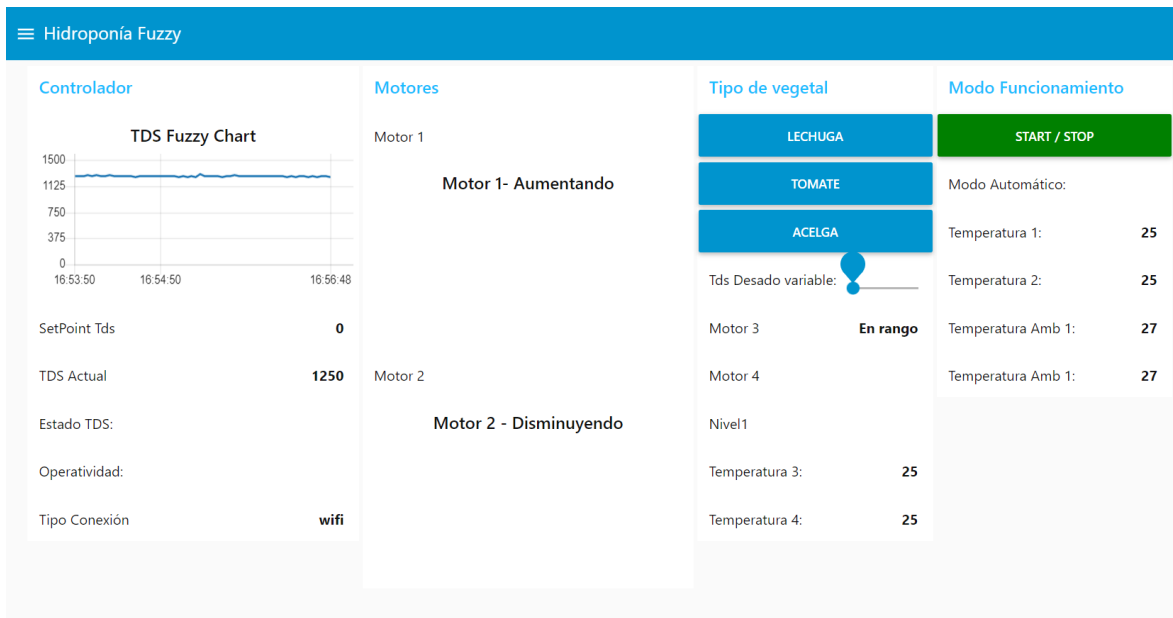 Hidroponía Fuzzy
Controlador
TDS Fuzzy Chart
1500
1125
750
375
0
16:53:50 16:54:50 16:56:48
SetPoint Tds 0
TDS Actual 1250
Estado TDS:
Operatividad:
Tipo Conexión wifi
Motores
Motor 1
Motor 1- Aumentando
Motor 2
Motor 2 - Disminuyendo
Tipo de vegetal
LECHUGA
TOMATE
ACELGA
Tds Desado variable:
Motor 3 En rango
Motor 4
Nivel1
Temperatura 3: 25
Temperatura 4: 25
Modo Funcionamiento
START / STOP
Modo Automático:
Temperatura 1: 25
Temperatura 2: 25
Temperatura Amb 1: 27
Temperatura Amb 1: 27